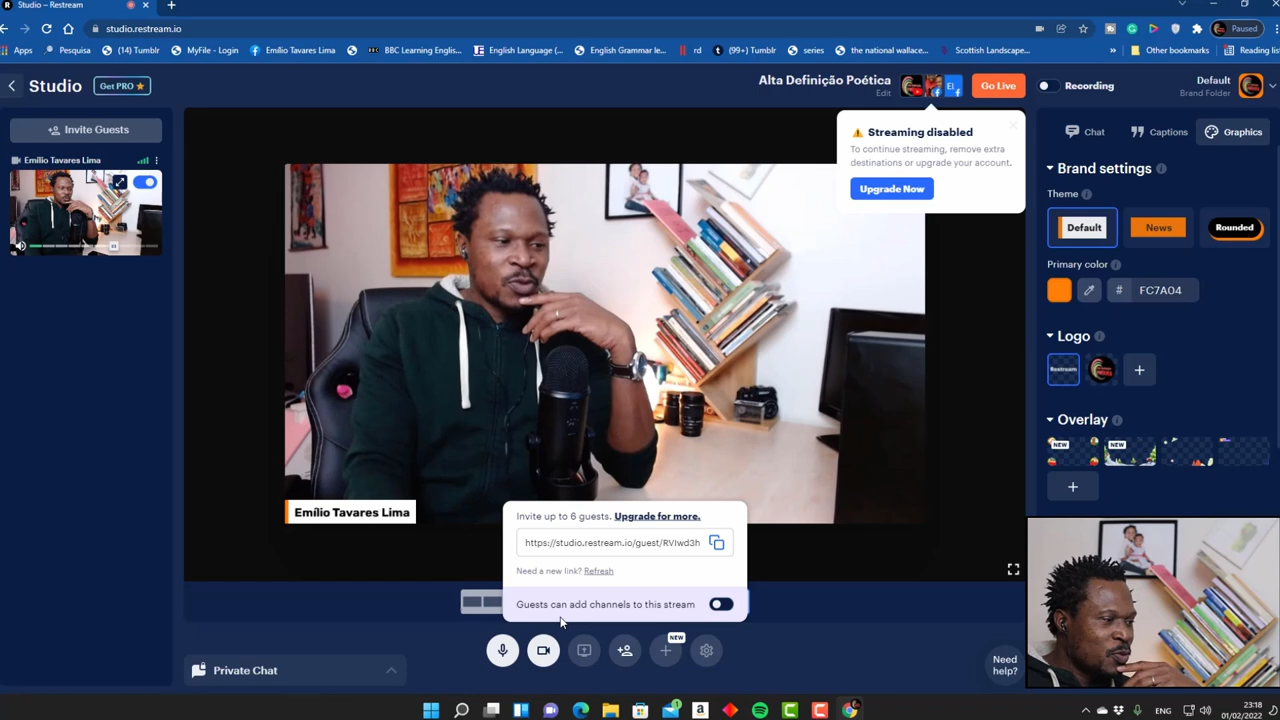 Studio – Restream
studio.restream.io
Paused
Apps
Pesquisa
(14) Tumblr
MyFile - Login
Emílio Tavares Lima
BBC Learning Englis...
English Language (...
English Grammar le...
rd
(99+) Tumblr
series
the national wallace...
Scottish Landscape...
»
Other bookmarks
Reading list
Studio
Get PRO
Alta Definição Poética
Edit
EL
Go Live
Recording
Default
Brand Folder
Invite Guests
Emílio Tavares Lima
Streaming disabled
To continue streaming, remove extra
destinations or upgrade your account.
Upgrade Now
Chat
Captions
Graphics
Brand settings
Theme
Default
News
Rounded
Primary color
# FC7A04
Logo
Restream
Overlay
NEW
NEW
Emílio Tavares Lima
Invite up to 6 guests. Upgrade for more.
https://studio.restream.io/guest/RVIwd3h
Need a new link? Refresh
Guests can add channels to this stream
NEW
Private Chat
Need
help?
ENG
23:18
01/02/2022